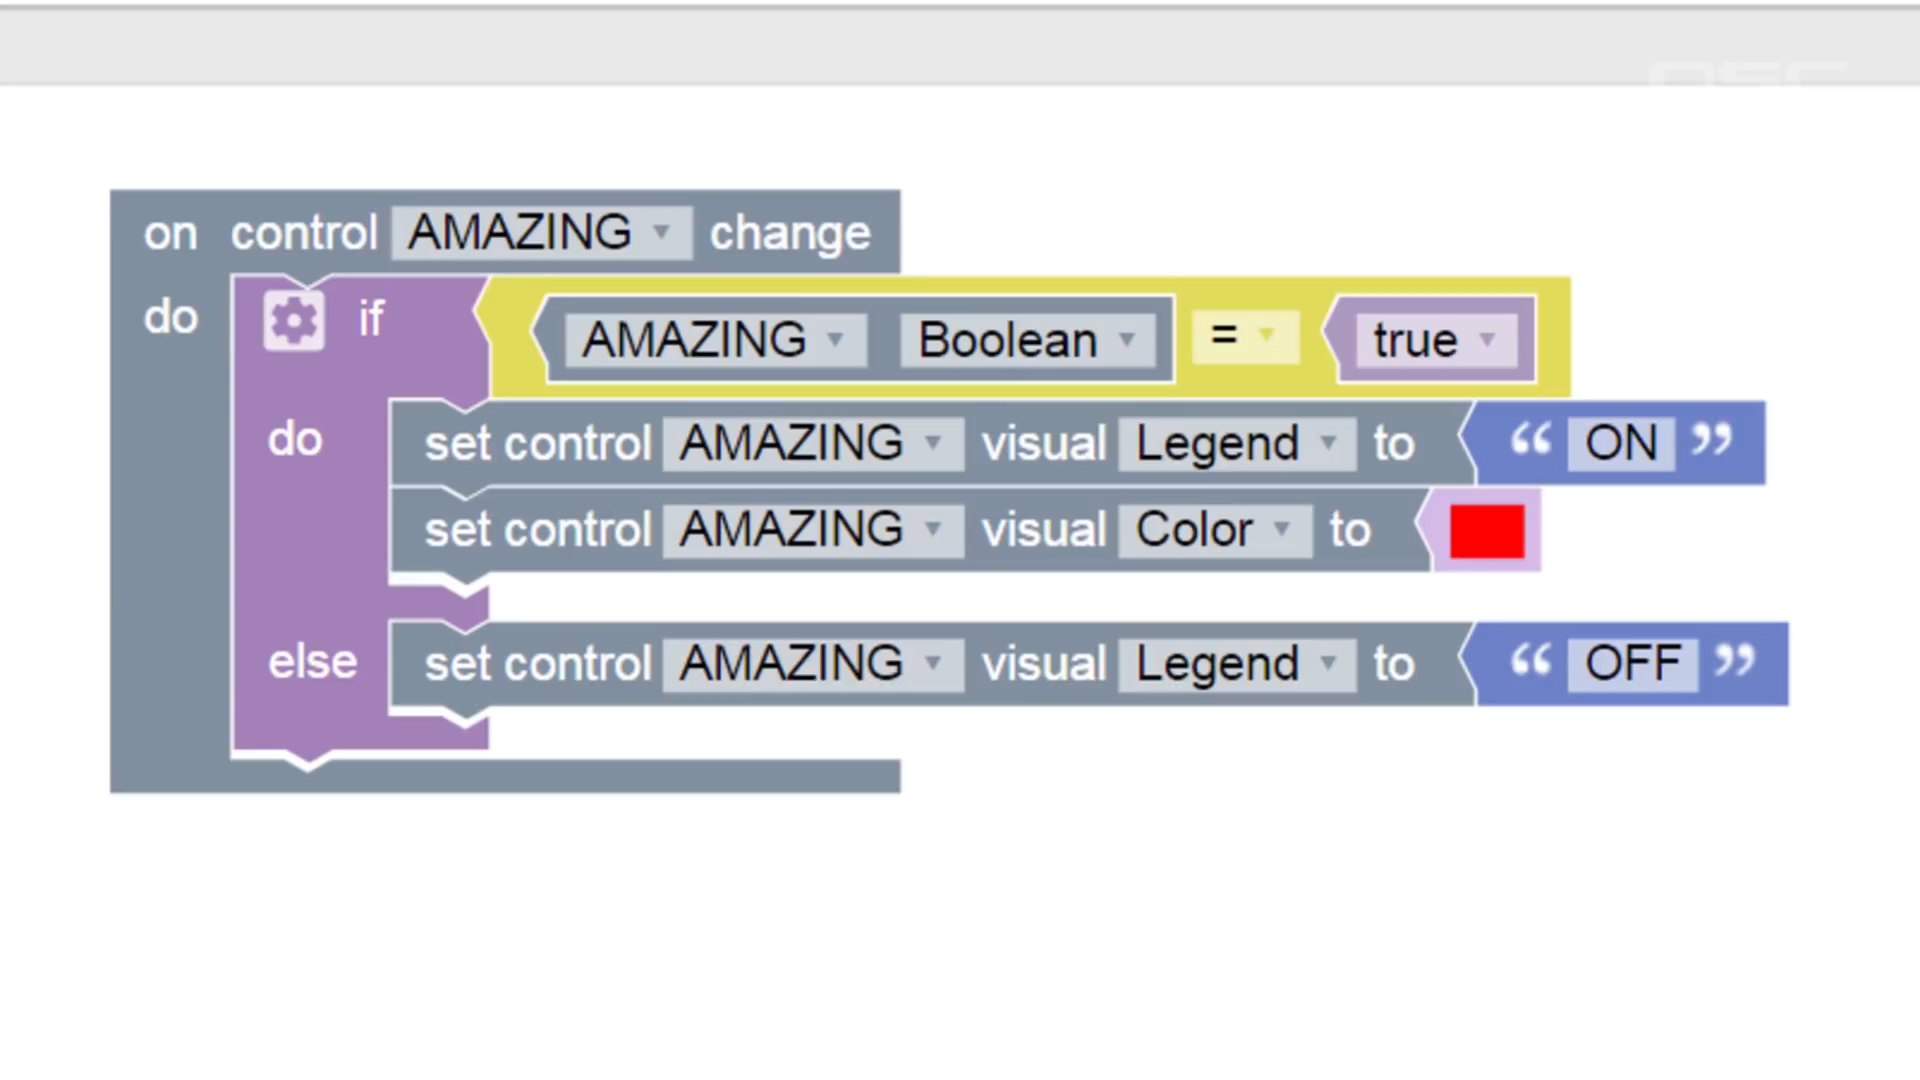 on control AMAZING change
do if AMAZING Boolean = true
do set control AMAZING visual Legend to “ ON ”
set control AMAZING visual Color to
else set control AMAZING visual Legend to “ OFF ”